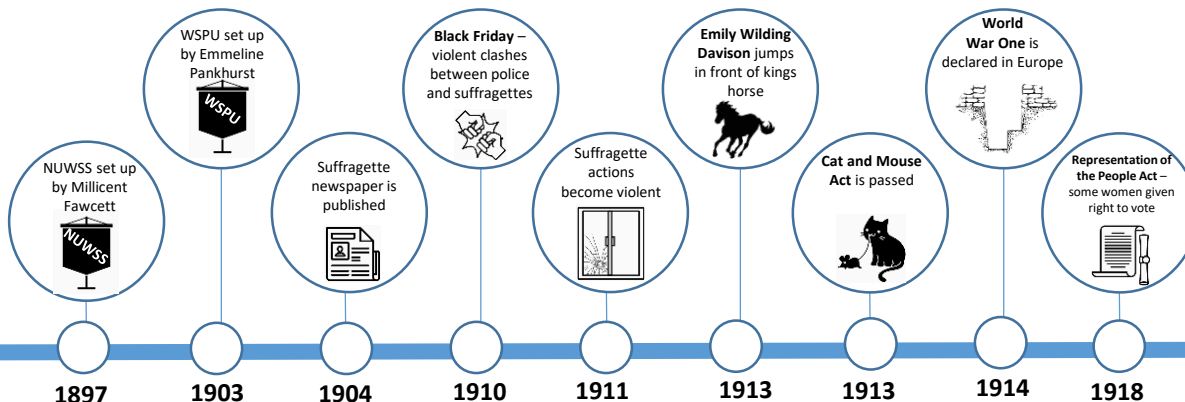 NUWSS set up
by Millicent
Fawcett
NUWSS
1897
WSPU set up
by Emmeline
Pankhurst
WSPU
1903
Suffragette
newspaper is
published
1904
Black Friday –
violent clashes
between police
and suffragettes
1910
Suffragette
actions
become violent
1911
Emily Wilding
Davison jumps
in front of kings
horse
1913
Cat and Mouse
Act is passed
1913
World
War One is
declared in Europe
1914
Representation of
the People Act –
some women given
right to vote
1918